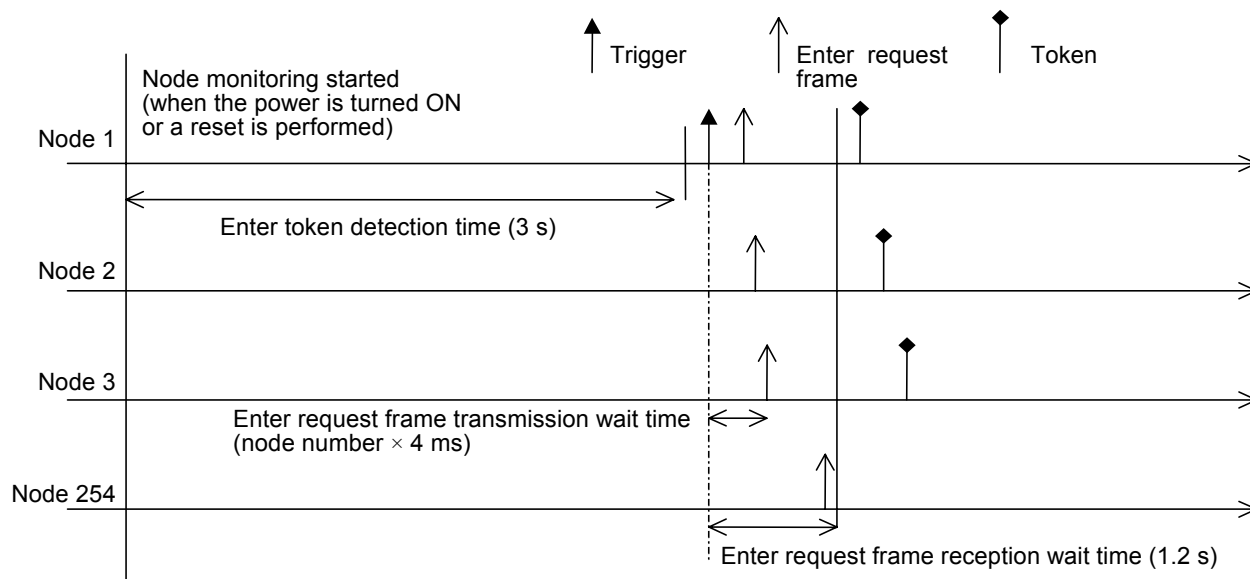 Trigger
Enter request
frame
Token
Node monitoring started
(when the power is turned ON
or a reset is performed)
Node 1
Enter token detection time (3 s)
Node 2
Node 3
Enter request frame transmission wait time
(node number × 4 ms)
Node 254
Enter request frame reception wait time (1.2 s)